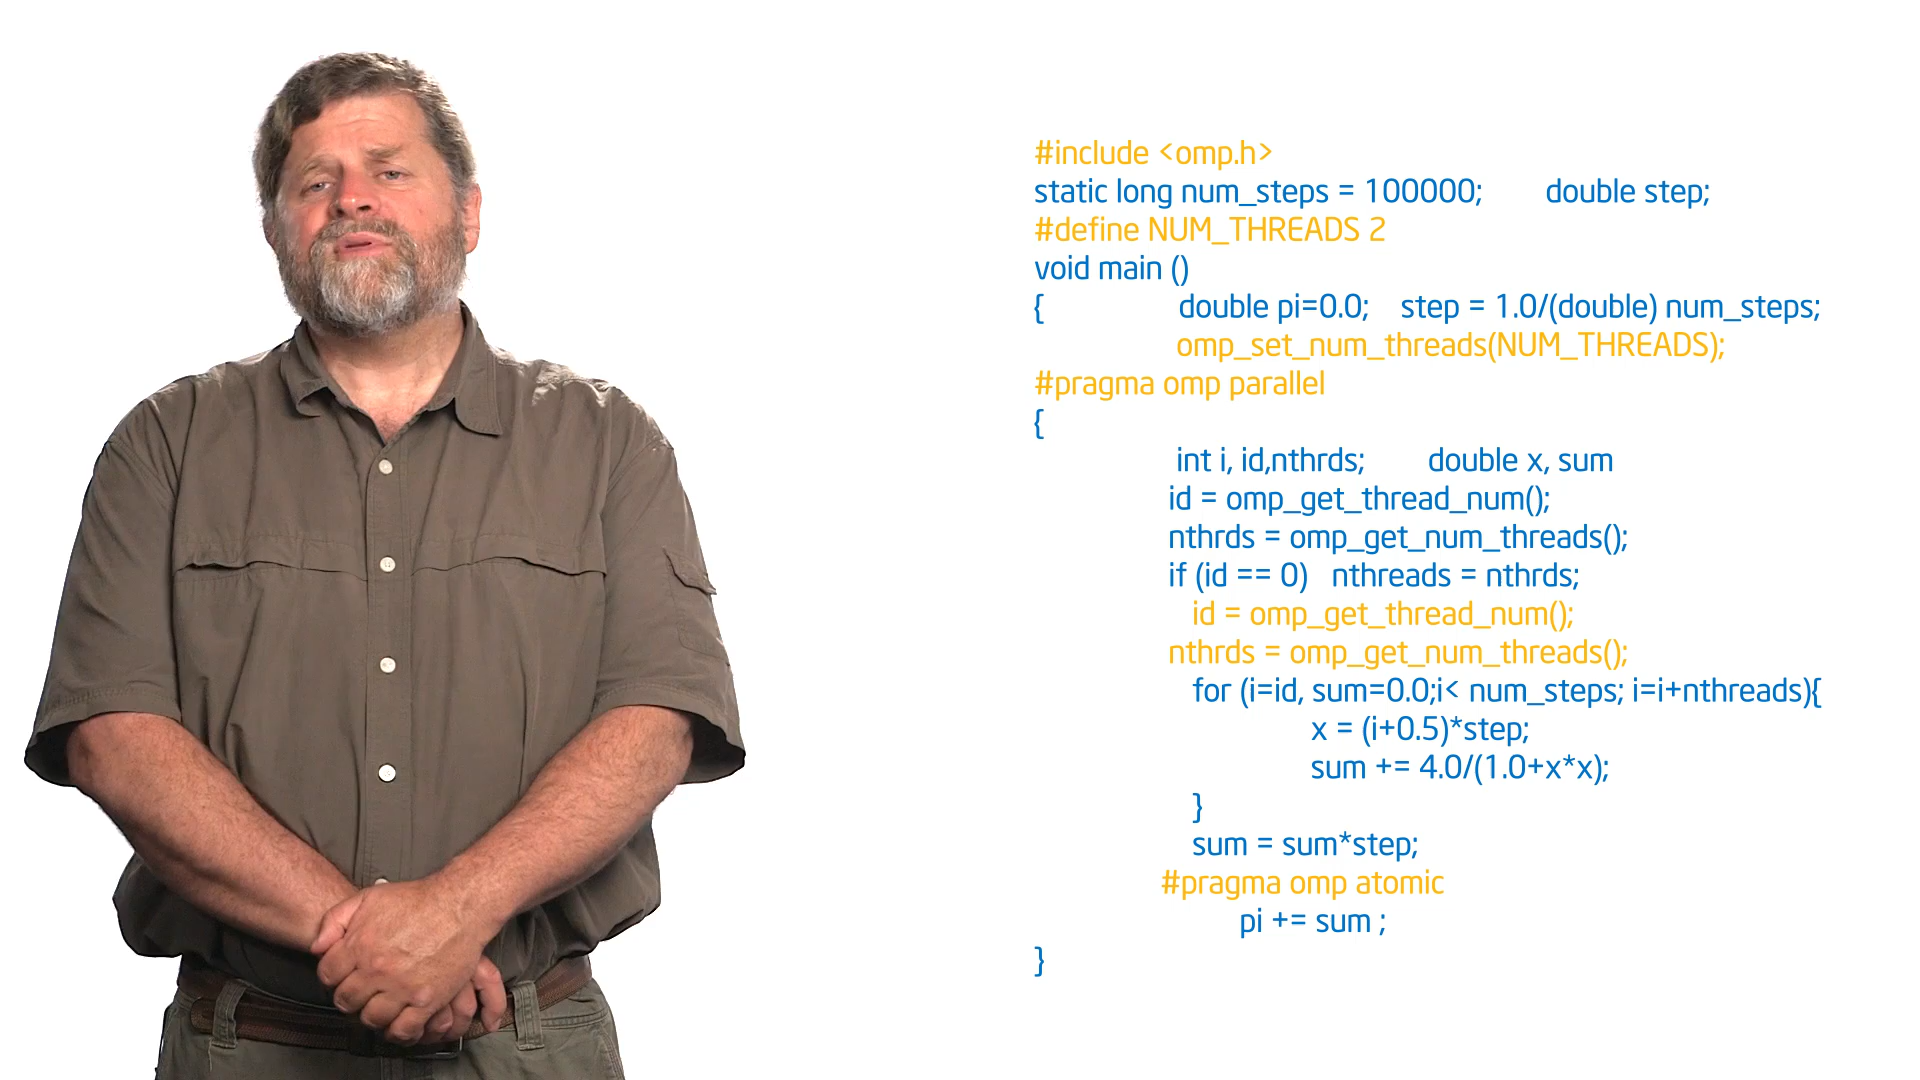 #include <omp.h>
static long num_steps = 100000; double step;
#define NUM_THREADS 2
void main ()
{ double pi=0.0; step = 1.0/(double) num_steps;
omp_set_num_threads(NUM_THREADS);
#pragma omp parallel
{
int i, id,nthrds; double x, sum
id = omp_get_thread_num();
nthrds = omp_get_num_threads();
if (id == 0) nthreads = nthrds;
id = omp_get_thread_num();
nthrds = omp_get_num_threads();
for (i=id, sum=0.0;i< num_steps; i=i+nthreads){
x = (i+0.5)*step;
sum += 4.0/(1.0+x*x);
}
sum = sum*step;
#pragma omp atomic
pi += sum ;
}